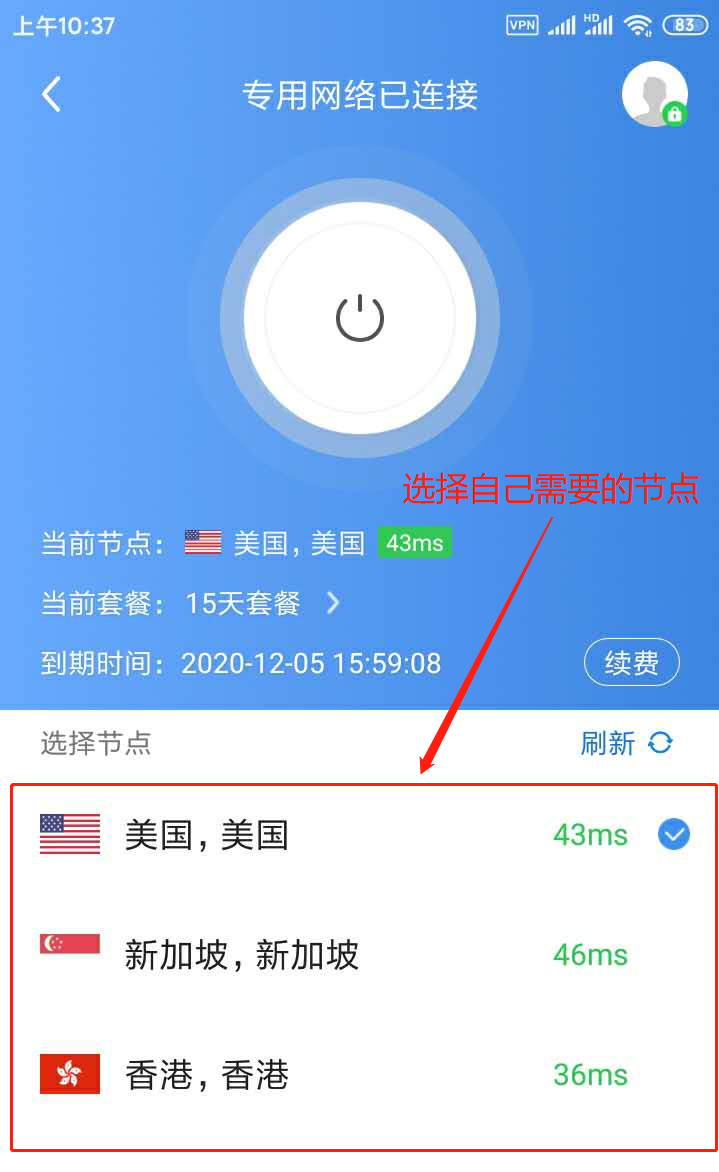 上午10:37
VPN
HD
83
专用网络已连接
选择自己需要的节点
当前节点： 美国, 美国 43ms
当前套餐： 15天套餐
到期时间： 2020-12-05 15:59:08
续费
选择节点
刷新
美国, 美国 43ms
新加坡, 新加坡 46ms
香港, 香港 36ms